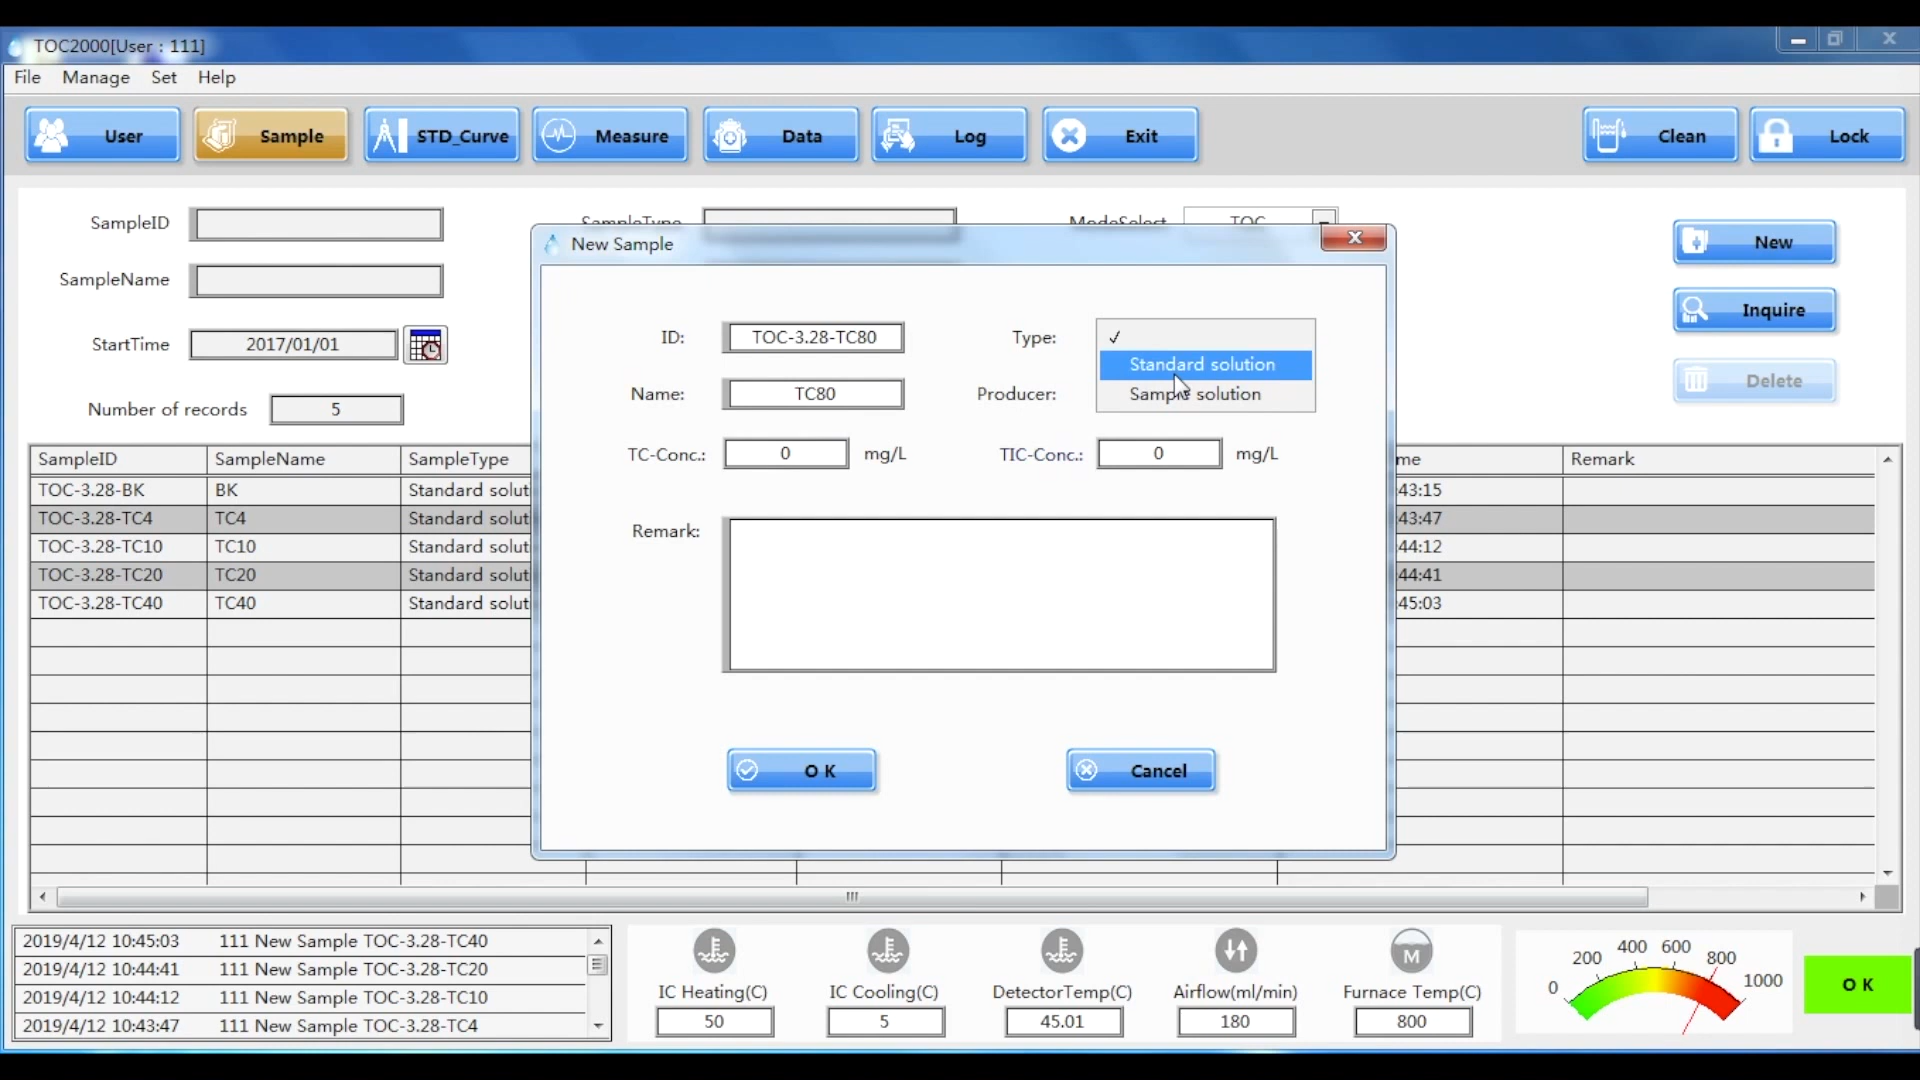 TOC2000[User : 111]
File Manage Set Help
User Sample STD_Curve Measure Data Log Exit Clean Lock
SampleID SampleType ModeSelect TOC
New Sample
New
SampleName
Inquire
ID: TOC-3.28-TC80 Type: ✓
StartTime 2017/01/01
Standard solution
Delete
Name: TC80 Producer: Sample solution
Number of records 5
TC-Conc.: 0 mg/L TIC-Conc.: 0 mg/L
SampleID SampleName SampleType me Remark
TOC-3.28-BK BK Standard solut :43:15
TOC-3.28-TC4 TC4 Standard solut :43:47
Remark:
TOC-3.28-TC10 TC10 Standard solut :44:12
TOC-3.28-TC20 TC20 Standard solut :44:41
TOC-3.28-TC40 TC40 Standard solut :45:03
O K Cancel
2019/4/12 10:45:03 111 New Sample TOC-3.28-TC40
2019/4/12 10:44:41 111 New Sample TOC-3.28-TC20
2019/4/12 10:44:12 111 New Sample TOC-3.28-TC10
2019/4/12 10:43:47 111 New Sample TOC-3.28-TC4
M
IC Heating(C) IC Cooling(C) DetectorTemp(C) Airflow(ml/min) Furnace Temp(C)
50 5 45.01 180 800
0 200 400 600 800 1000
O K